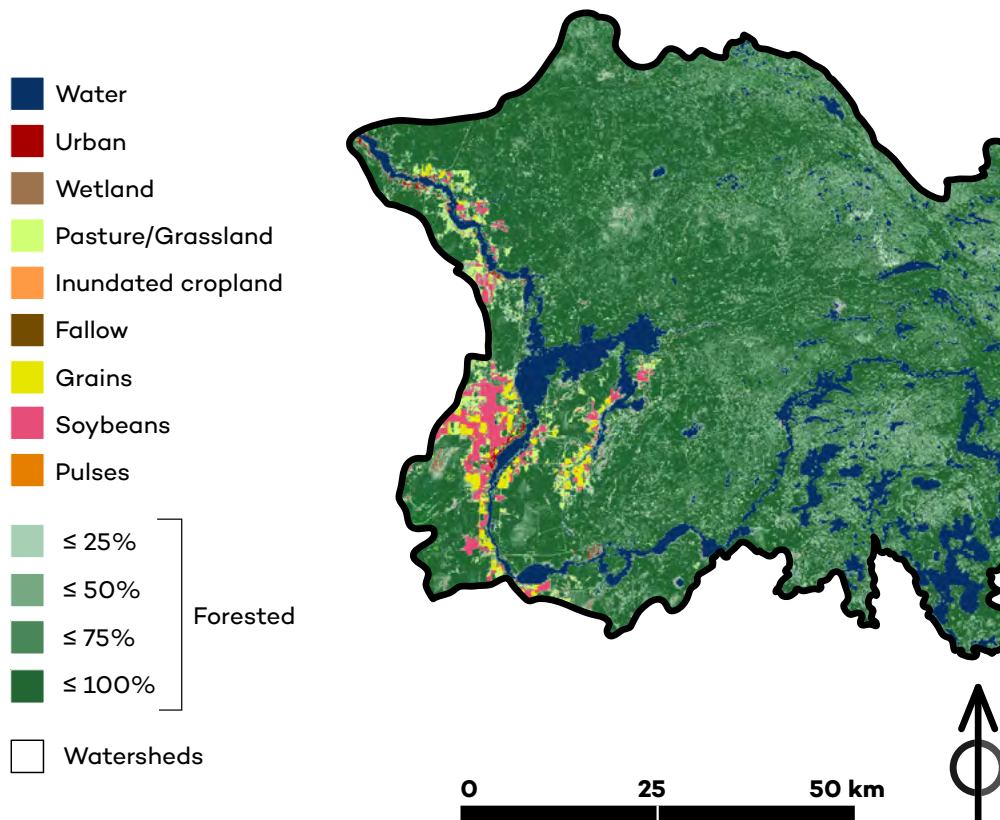 Water
Urban
Wetland
Pasture/Grassland
Inundated cropland
Fallow
Grains
Soybeans
Pulses
≤ 25%
≤ 50%
≤ 75%
≤ 100%
Forested
Watersheds
0 25 50 km